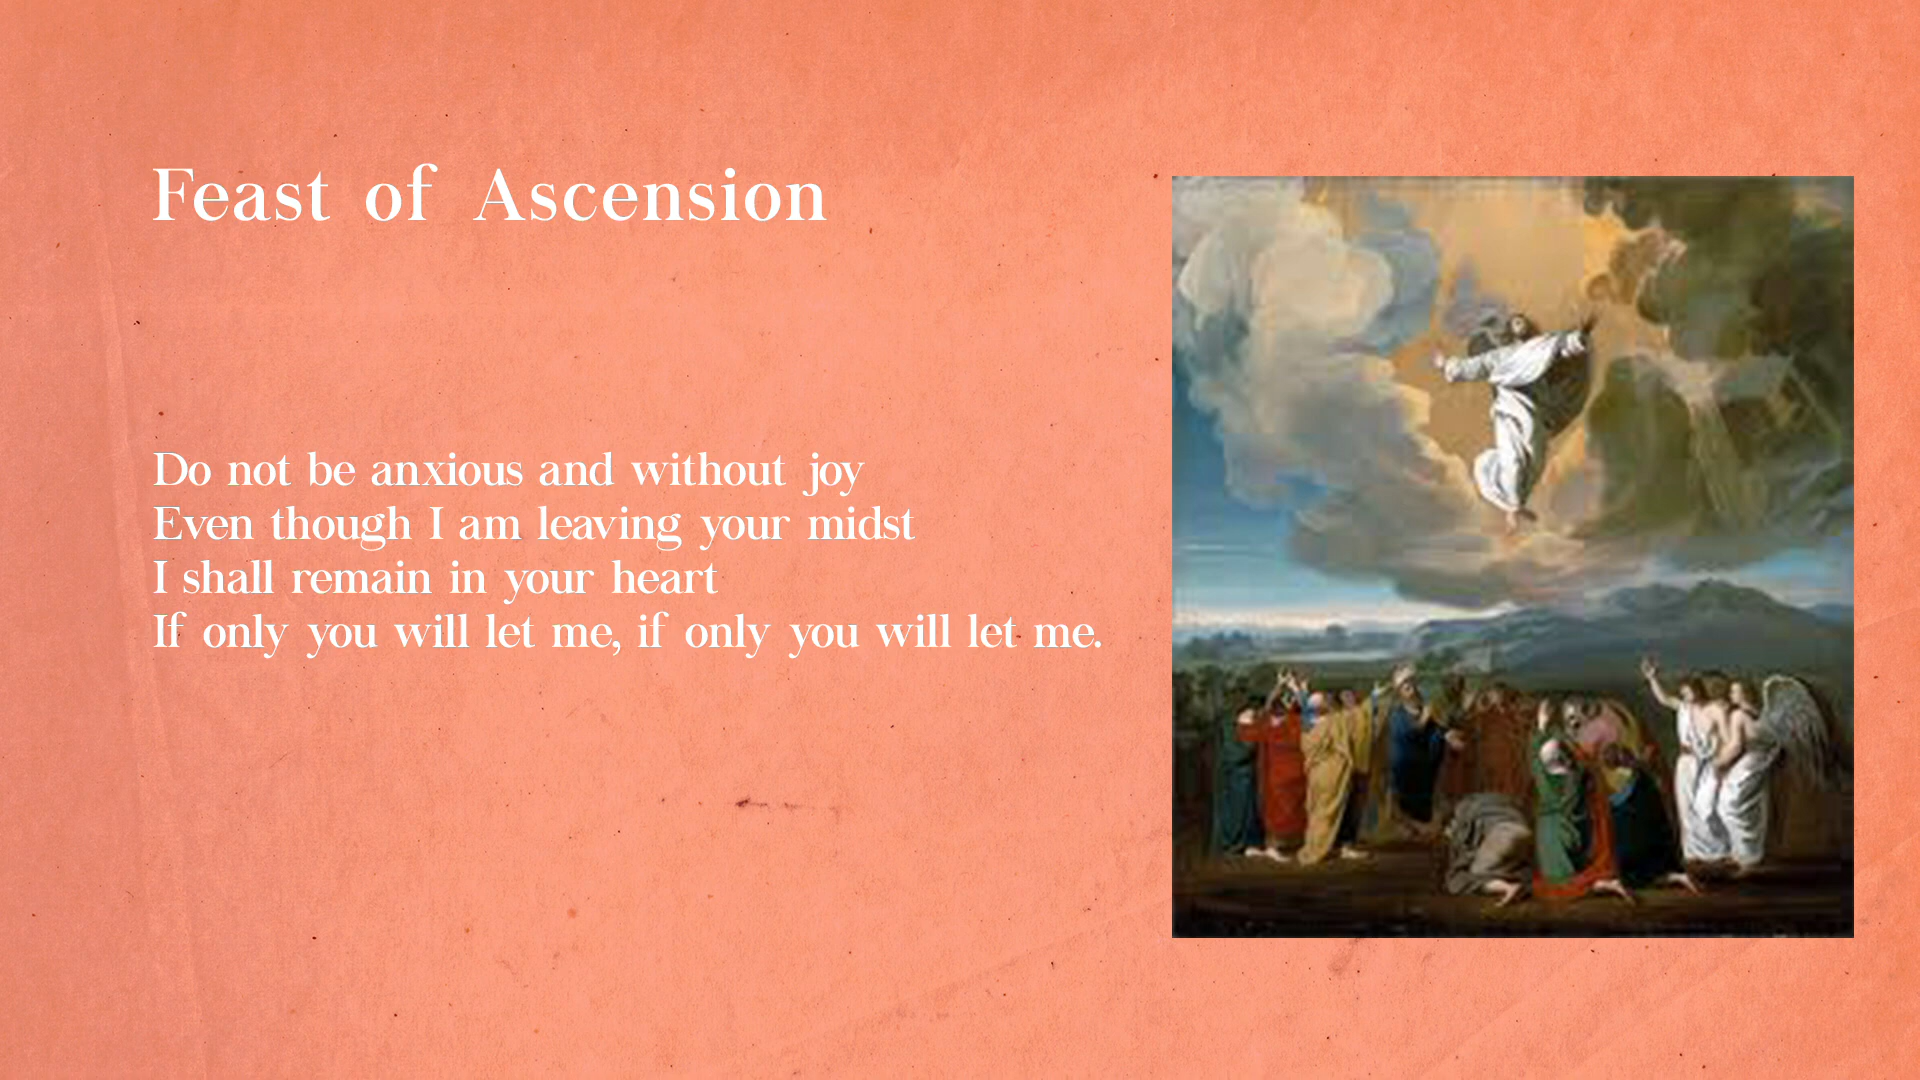 Feast of Ascension
Do not be anxious and without joy
Even though I am leaving your midst
I shall remain in your heart
If only you will let me, if only you will let me.